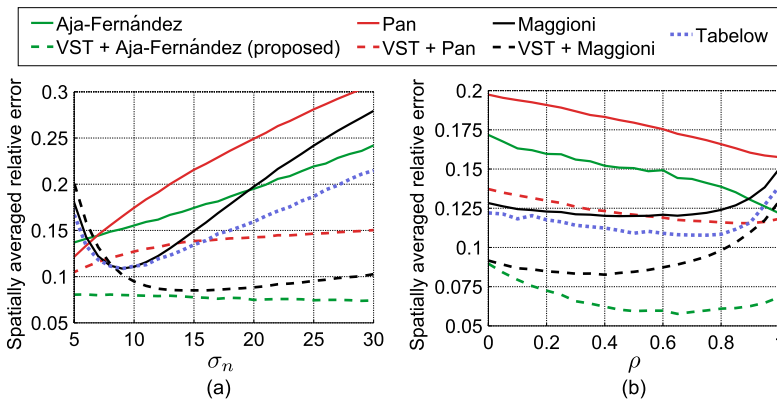 Aja-Fernández
Pan
Maggioni
Tabelow
VST + Aja-Fernández (proposed)
VST + Pan
VST + Maggioni
Spatially averaged relative error
0.3
0.25
0.2
0.15
0.1
0.05
5
10
15
20
25
30
σn
(a)
Spatially averaged relative error
0.2
0.175
0.15
0.125
0.1
0.075
0.05
0
0.2
0.4
0.6
0.8
1
ρ
(b)